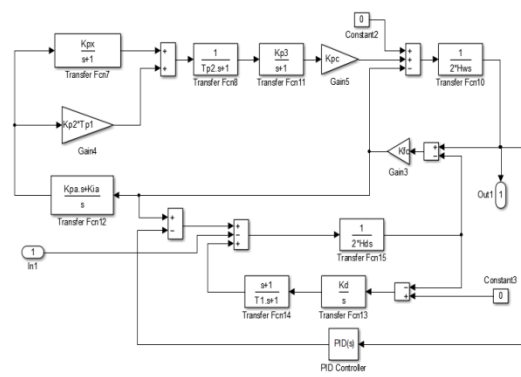 0
Constant2
Kpx
s+1
Transfer Fcn7
+
+
1
Tp2.s+1
Transfer Fcn8
Kp3
s+1
Transfer Fcn11
Kpc
Gain5
+
+
−
1
2*Hws
Transfer Fcn10
Kp2*Tp1
Gain4
Kfd
Gain3
+
−
1
Out1
Kpa.s+Kia
s
Transfer Fcn12
+
−
+
−
+
1
2*Hds
Transfer Fcn15
1
In1
s+1
T1.s+1
Transfer Fcn14
Kd
s
Transfer Fcn13
−
+
Constant3
0
PID(s)
PID Controller